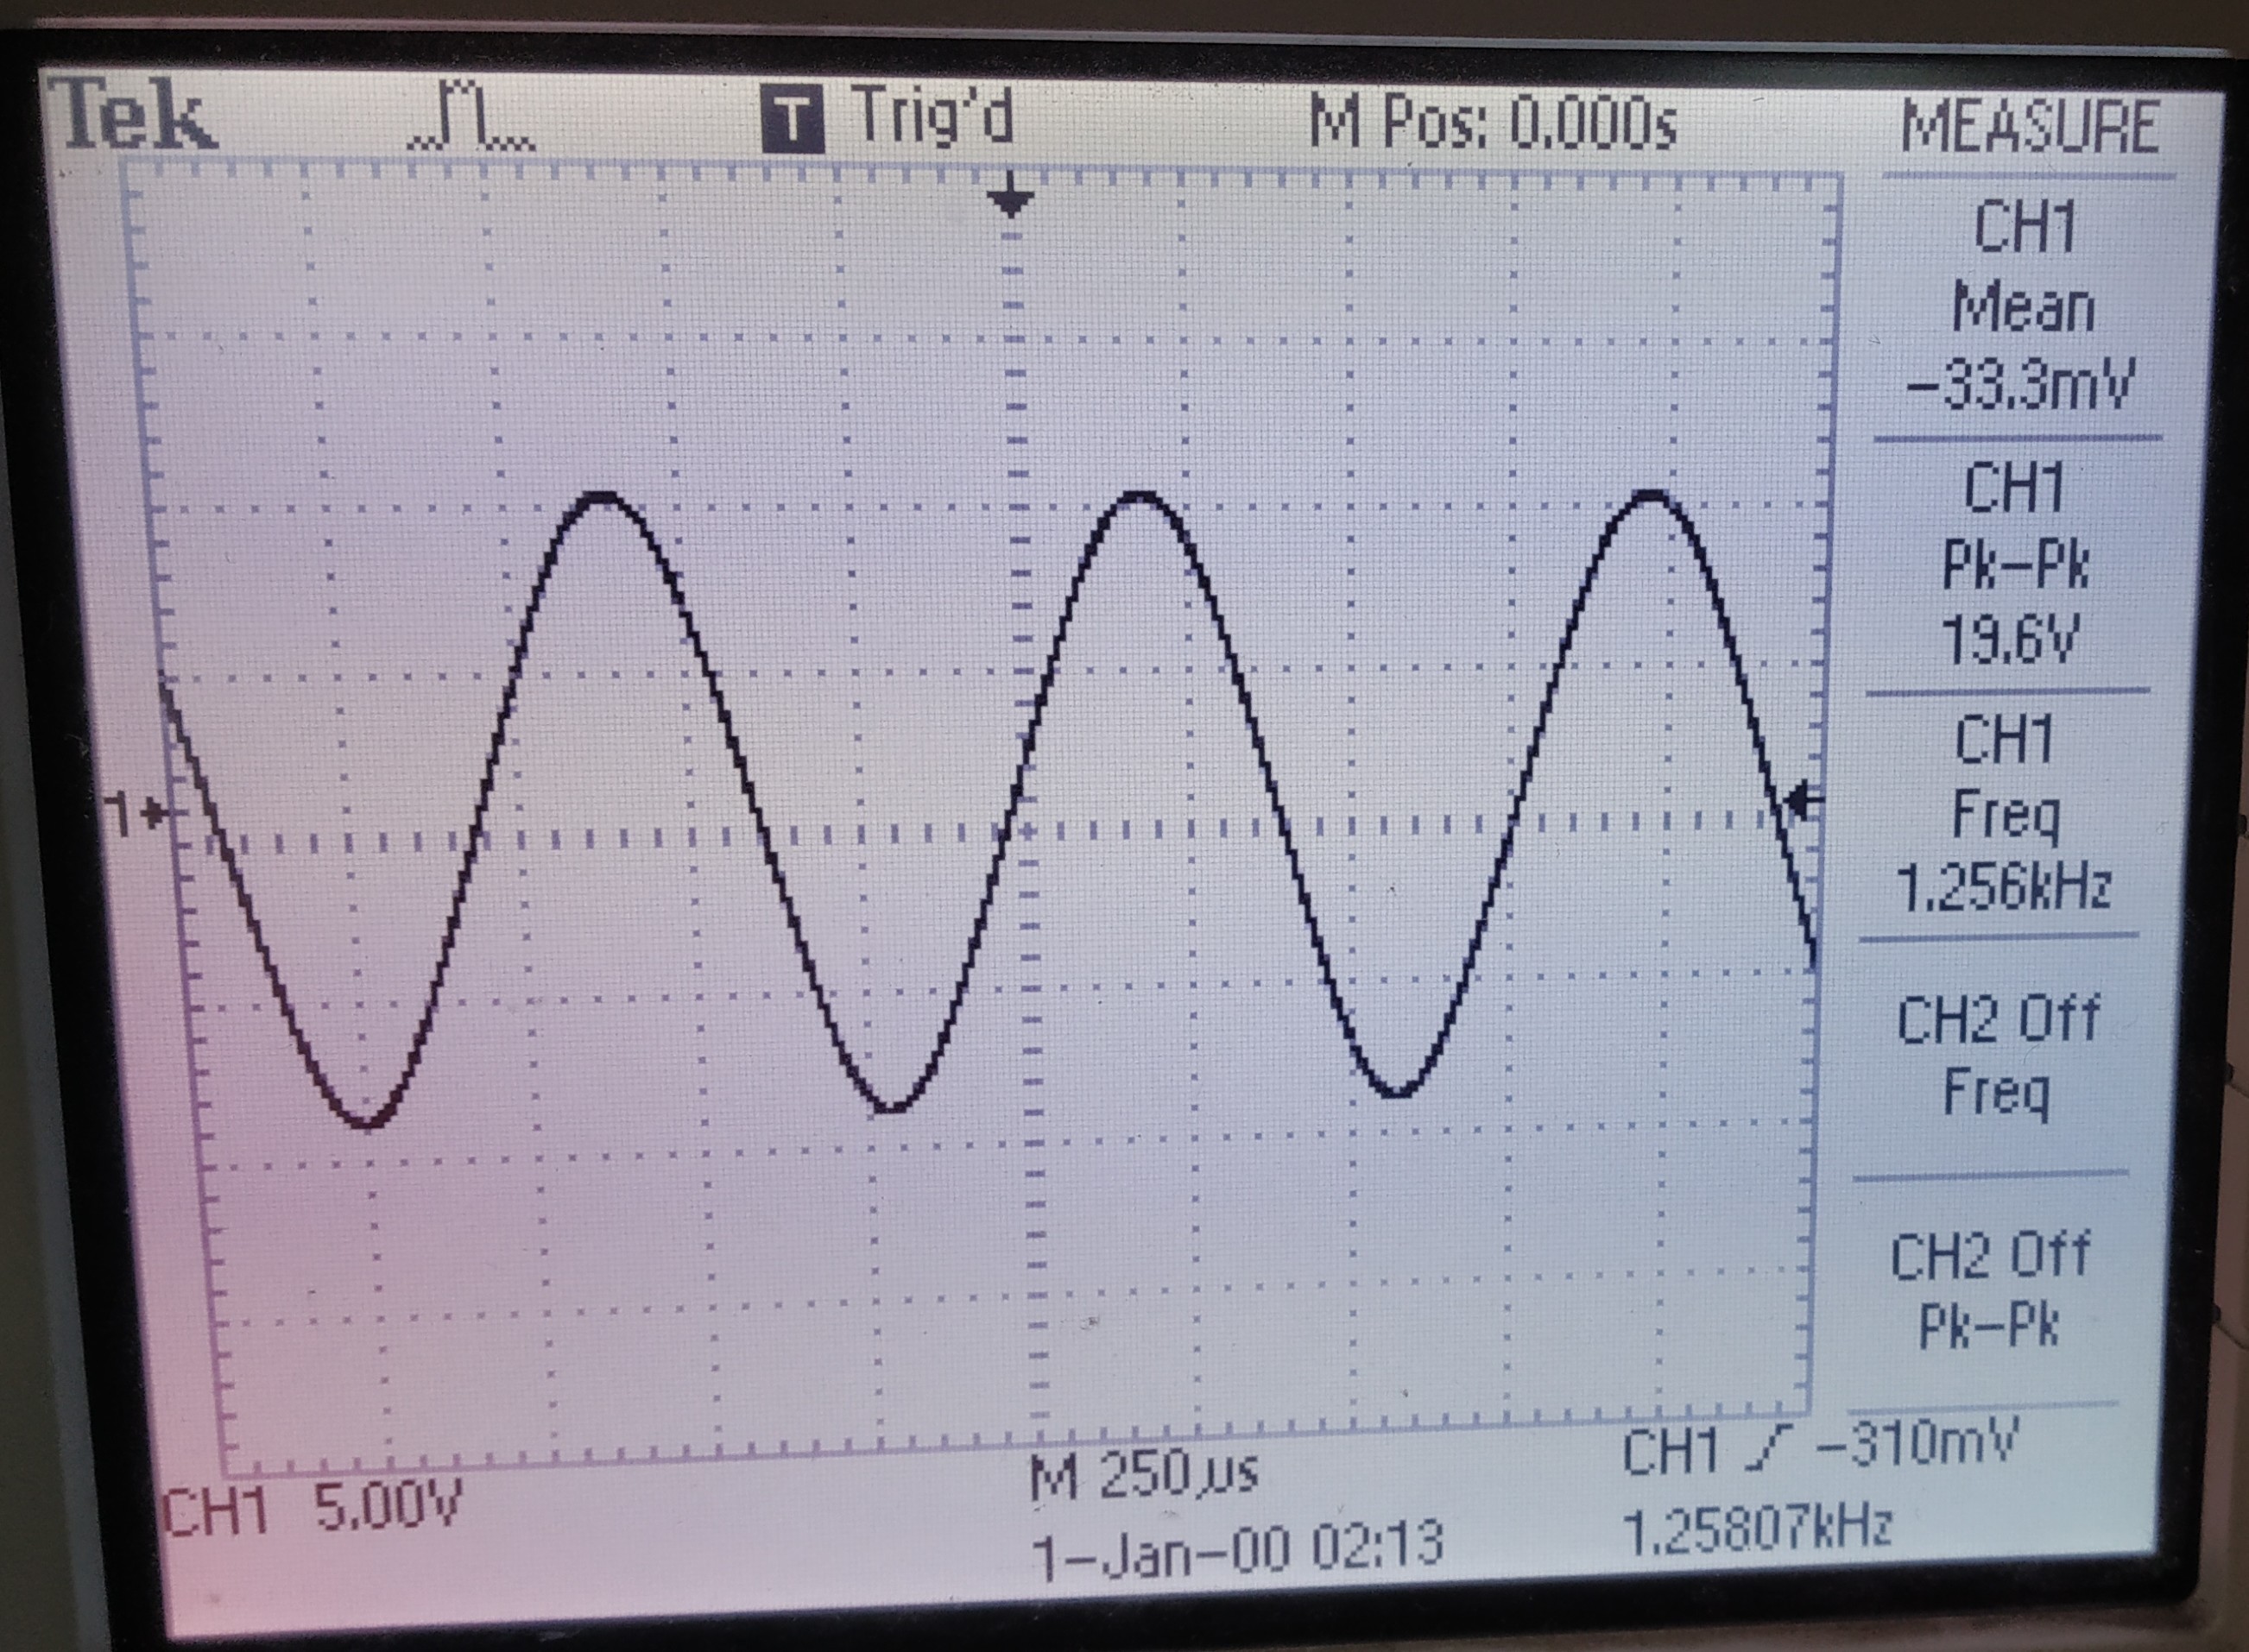 Tek T Trig'd M Pos: 0.000s MEASURE
CH1
Mean
-33.3mV
CH1
Pk-Pk
19.6V
CH1
Freq
1.256kHz
1
CH2 Off
Freq
CH2 Off
Pk-Pk
CH1 5.00V M 250µs CH1 -310mV
1-Jan-00 02:13 1.25807kHz